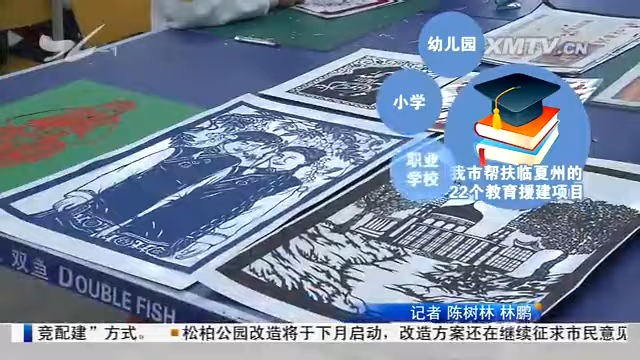 幼儿园
XMTV.CN
小学
职业
学校
我市帮扶临夏州的
22个教育援建项目
双鱼 DOUBLE FISH
记者 陈树林 林鹏
竞配建”方式。 松柏公园改造将于下月启动，改造方案还在继续征求市民意见